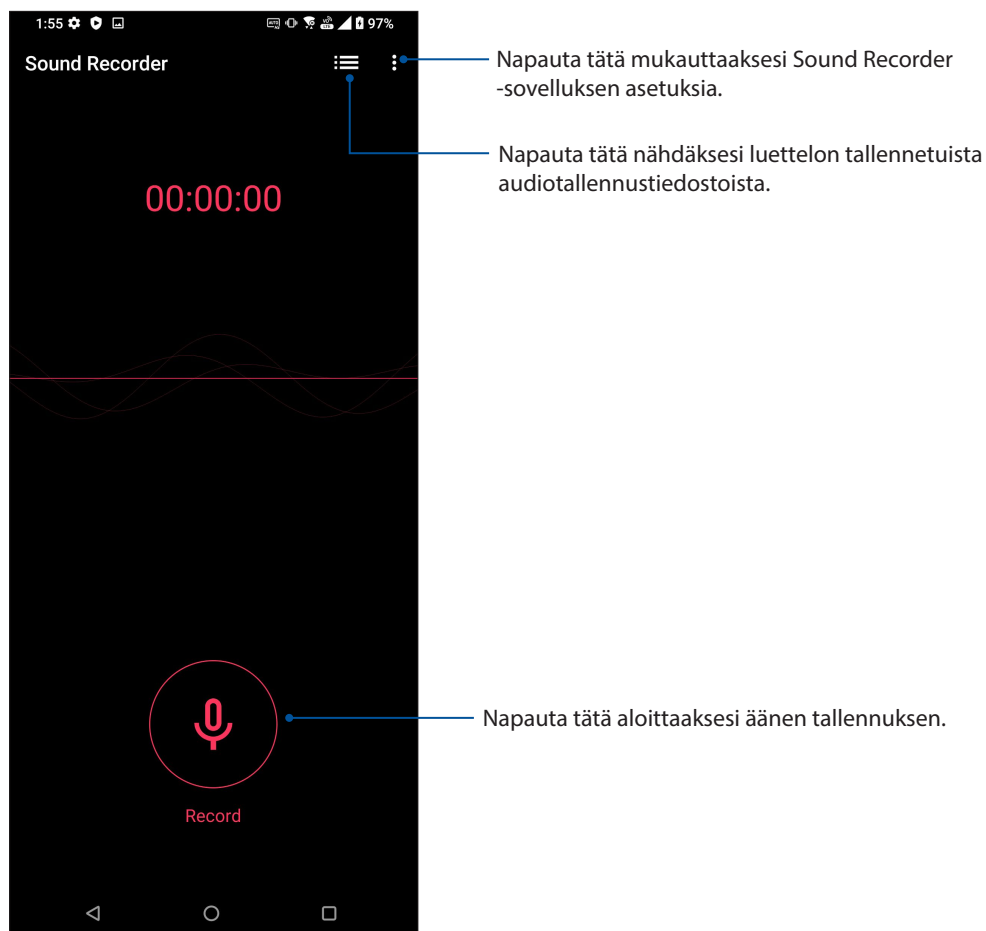 1:55
97%
Sound Recorder
Napauta tätä mukauttaaksesi Sound Recorder
-sovelluksen asetuksia.
Napauta tätä nähdäksesi luettelon tallennetuista
audiotallennustiedostoista.
00:00:00
Napauta tätä aloittaaksesi äänen tallennuksen.
Record